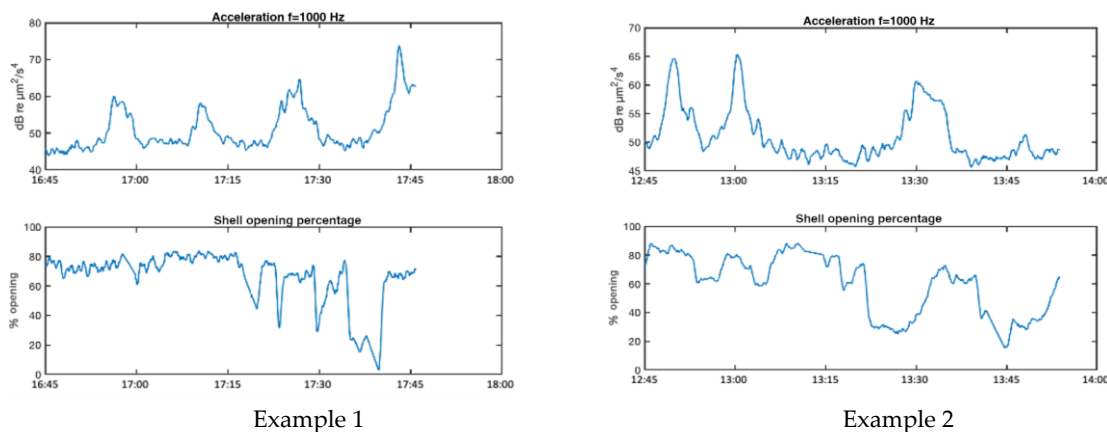 Acceleration f=1000 Hz
80
70
60
50
40
dB re µm²/s⁴
16:45 17:00 17:15 17:30 17:45 18:00
Shell opening percentage
100
80
60
40
20
0
% opening
16:45 17:00 17:15 17:30 17:45 18:00
Example 1
Acceleration f=1000 Hz
70
65
60
55
50
45
dB re µm²/s⁴
12:45 13:00 13:15 13:30 13:45 14:00
Shell opening percentage
100
80
60
40
20
0
% opening
12:45 13:00 13:15 13:30 13:45 14:00
Example 2